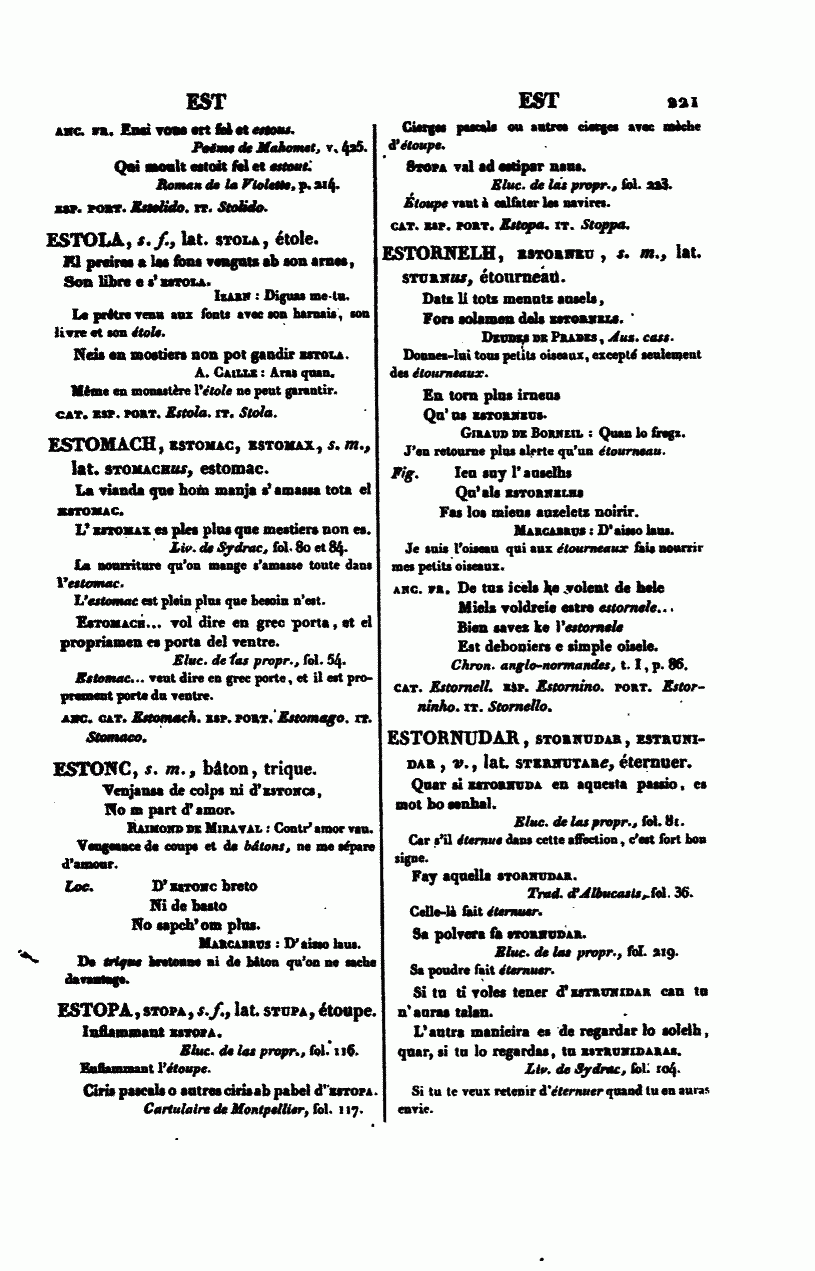 EST
ANC. FR. Ensi vous ert fel et estous.
Poëme de Mahomet, v. 425.
Qui moult estoit fel et estout.
Roman de la Violette, p. 214.
ESP. PORT. Estolido. IT. Stolido.
ESTOLA, s. f., lat. STOLA, étole.
El preires a las fons venguts ab son arnes,
Son libre e s'ESTOLA.
IZARN : Diguas me-tu.
Le prêtre venu aux fonts avec son harnais, son
livre et son étole.
Neis en mostiers non pot gandir ESTOLA.
A. CAILLE : Aras quan.
Même en monastère l'étole ne peut garantir.
CAT. ESP. PORT. Estola. IT. Stola.
ESTOMACH, ESTOMAC, ESTOMAX, s. m.,
lat. STOMACHUS, estomac.
La vianda que hom manja s'amassa tota el
ESTOMAC.
L'ESTOMAX es ples plus que mestiers non es.
Liv. de Sydrac, fol. 80 et 84.
La nourriture qu'on mange s'amasse toute dans
l'estomac.
L'estomac est plein plus que besoin n'est.
ESTOMACH... vol dire en grec porta, et el
propriamen es porta del ventre.
Eluc. de las propr., fol. 54.
Estomac... veut dire en grec porte, et il est pro-
prement porte du ventre.
ANC. CAT. Estomach. ESP. PORT. Estomago. IT.
Stomaco.
ESTONC, s. m., bâton, trique.
Venjansa de colps ni d'ESTONCS,
No m part d'amor.
RAIMOND DE MIRAVAL : Contr'amor vau.
Vengeance de coups et de bâtons, ne me sépare
d'amour.
Loc. D'ESTONC breto
Ni de basto
No sapch'om plus.
MARCABRUS : D'aisso laus.
De trique bretonne ni de bâton qu'on ne sache
davantage.
ESTOPA, STOPA, s. f., lat. STUPA, étoupe.
Inflammant ESTOPA.
Eluc. de las propr., fol. 116.
Enflammant l'étoupe.
Ciris pascals o autres ciris ab pabel d'ESTOPA.
Cartulaire de Montpellier, fol. 117.
EST 221
Cierges pascals ou autres cierges avec mèche
d'étoupe.
STOPA val ad estipar naus.
Eluc. de las propr., fol. 223.
Étoupe vaut à calfater les navires.
CAT. ESP. PORT. Estopa. IT. Stoppa.
ESTORNELH, ESTORNEU, s. m., lat.
STURNUS, étourneau.
Datz li totz menutz ausels,
Fors solamen dels ESTORNELS.
DEUDES DE PRADES, Aus. cass.
Donnes-lui tous petits oiseaux, excepté seulement
des étourneaux.
En torn plus irneus
Qu'us ESTORNEUS.
GIRAUD DE BORNEIL : Quan lo fregz.
J'en retourne plus alerte qu'un étourneau.
Fig. Ieu suy l'auselhs
Qu'als ESTORNELHS
Fas los mieus auzeletz noirir.
MARCABRUS : D'aisso laus.
Je suis l'oiseau qui aux étourneaux fais nourrir
mes petits oiseaux.
ANC. FR. De tuz icels ke volent de hele
Miels voldreie estre estornele...
Bien savez ke l'estornele
Est deboniers e simple oisele.
Chron. anglo-normandes, t. I, p. 86.
CAT. Estornell. ESP. Estornino. PORT. Estor-
ninho. IT. Stornello.
ESTORNUDAR, STORNUDAR, ESTRUNI-
DAR, v., lat. STERNUTARe, éternuer.
Quar si ESTORNUDA en aquesta passio, es
mot bo senhal.
Eluc. de las propr., fol. 81.
Car s'il éternue dans cette affection, c'est fort bon
signe.
Fay aquella STORNUDAR.
Trad. d'Albucasis, fol. 36.
Celle-là fait éternuer.
Sa polvera fa STORNUDAR.
Eluc. de las propr., fol. 219.
Sa poudre fait éternuer.
Si tu ti voles tener d'ESTRUNIDAR can tu
n'auras talan.
L'autra manieira es de regardar lo solelh,
quar, si tu lo regardas, tu ESTRUNIDARAS.
Liv. de Sydrac, fol. 104.
Si tu te veux retenir d'éternuer quand tu en auras
envie.